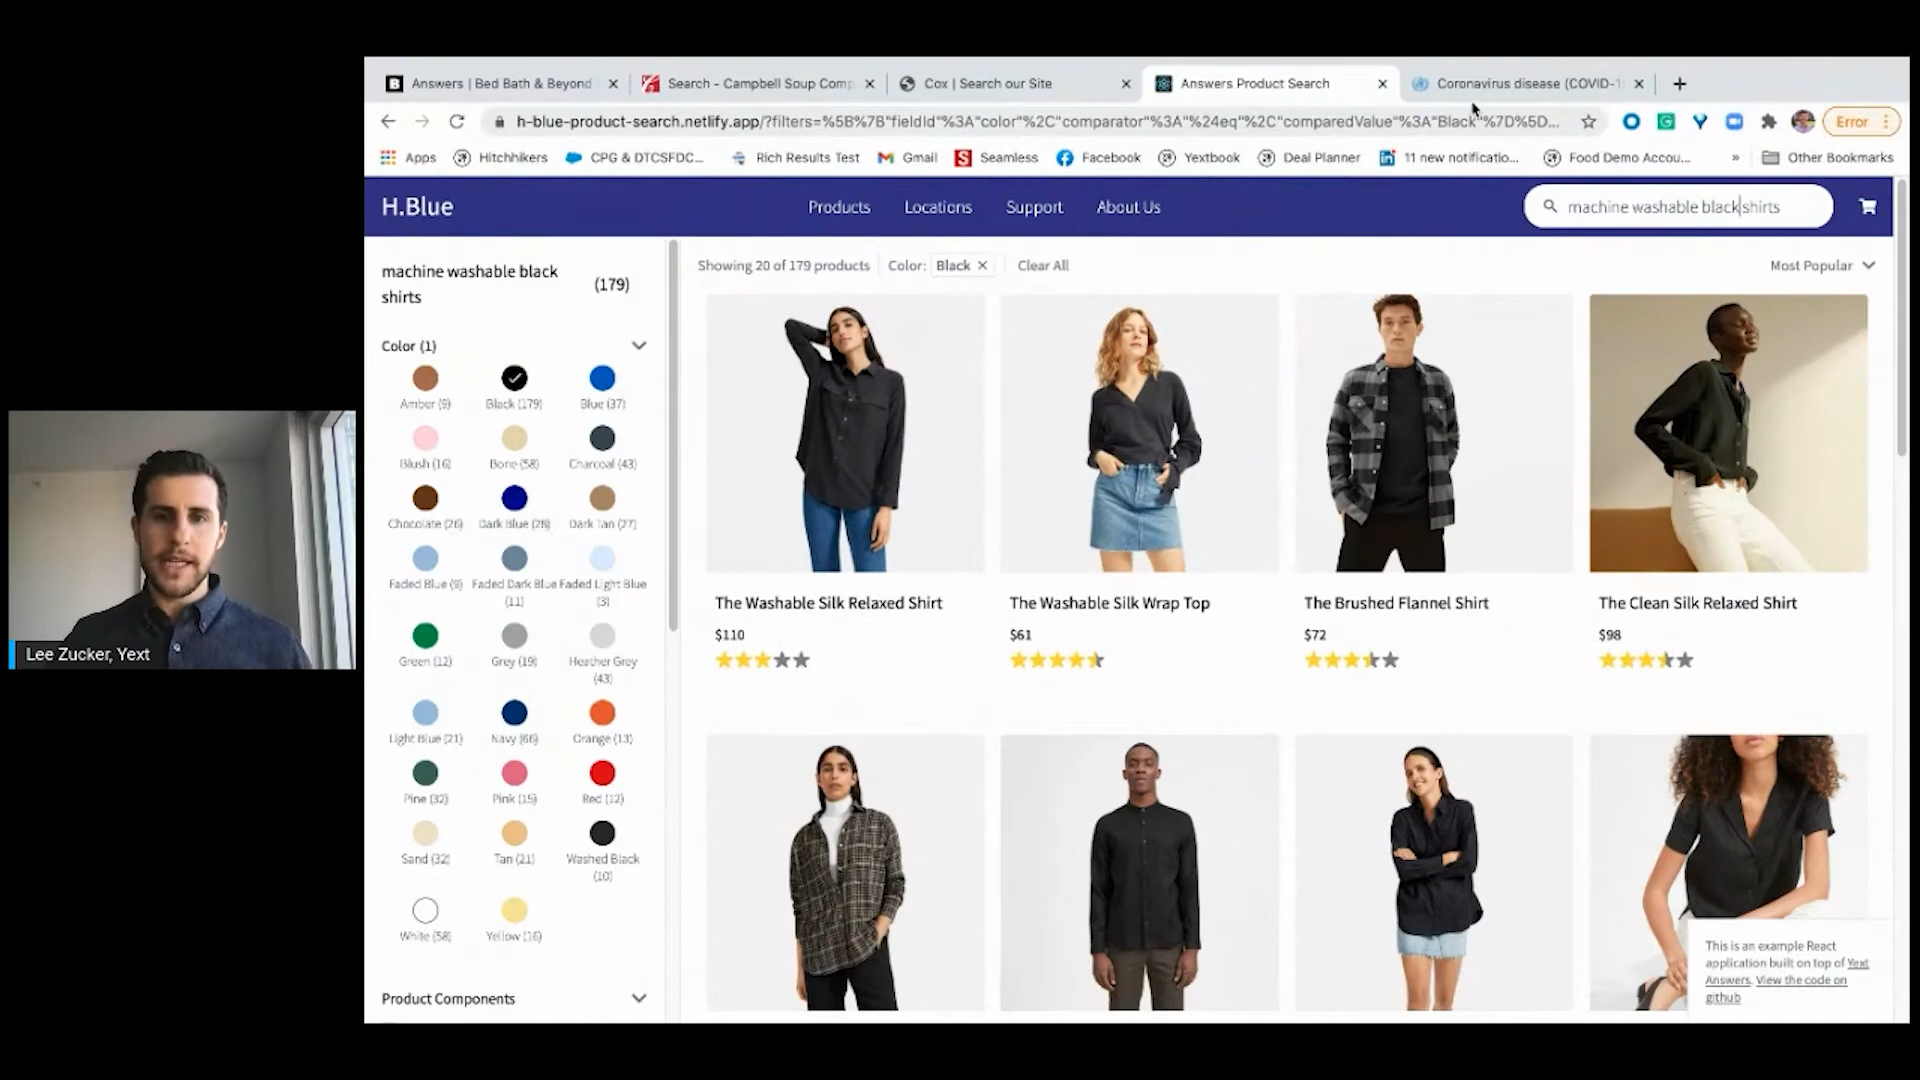 Answers | Bed Bath & Beyond
Search - Campbell Soup Comp
Cox | Search our Site
Answers Product Search
Coronavirus disease (COVID-1
h-blue-product-search.netlify.app/?filters=%5B%7B"fieldId"%3A"color"%2C"comparator"%3A"%24eq"%2C"comparedValue"%3A"Black"%7D%5D...
Error
Apps
Hitchhikers
CPG & DTCSFDC...
Rich Results Test
Gmail
Seamless
Facebook
Yextbook
Deal Planner
11 new notificatio...
Food Demo Accou...
»
Other Bookmarks
H.Blue
Products
Locations
Support
About Us
machine washable black shirts
machine washable black
shirts
(179)
Showing 20 of 179 products
Color: Black
Clear All
Most Popular
Color (1)
Amber (9)
Black (179)
Blue (37)
Blush (16)
Bone (58)
Charcoal (43)
Chocolate (26)
Dark Blue (28)
Dark Tan (27)
Faded Blue (9)
Faded Dark Blue
(11)
Faded Light Blue
(3)
Green (12)
Grey (19)
Heather Grey
(43)
Light Blue (21)
Navy (66)
Orange (13)
Pine (32)
Pink (15)
Red (12)
Sand (32)
Tan (21)
Washed Black
(10)
White (58)
Yellow (16)
Product Components
The Washable Silk Relaxed Shirt
$110
The Washable Silk Wrap Top
$61
The Brushed Flannel Shirt
$72
The Clean Silk Relaxed Shirt
$98
This is an example React
application built on top of Yext
Answers. View the code on
github
Lee Zucker, Yext